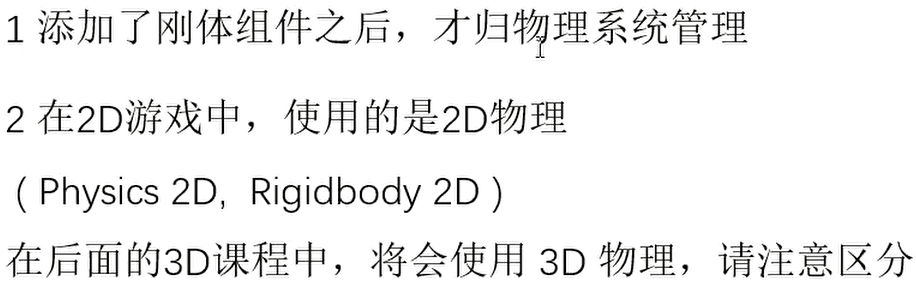 1 添加了刚体组件之后，才归物理系统管理
2 在2D游戏中，使用的是2D物理
( Physics 2D,  Rigidbody 2D )
在后面的3D课程中，将会使用 3D 物理，请注意区分